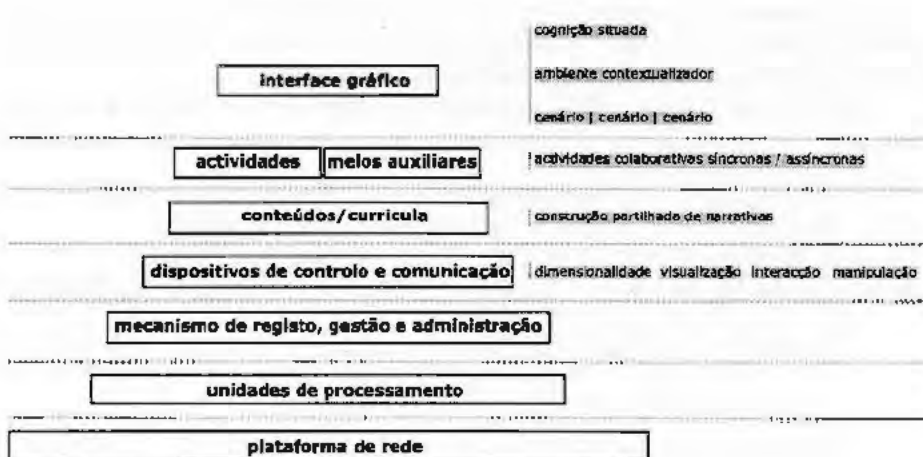 cognição situada
interface gráfico
ambiente contextualizador
cenário | cenário | cenário
actividades
meios auxiliares
actividades colaborativas síncronas / assíncronas
conteúdos/curricula
construção partilhada de narrativas
dispositivos de controlo e comunicação
dimensionalidade visualização interacção manipulação
mecanismo de registo, gestão e administração
unidades de processamento
plataforma de rede